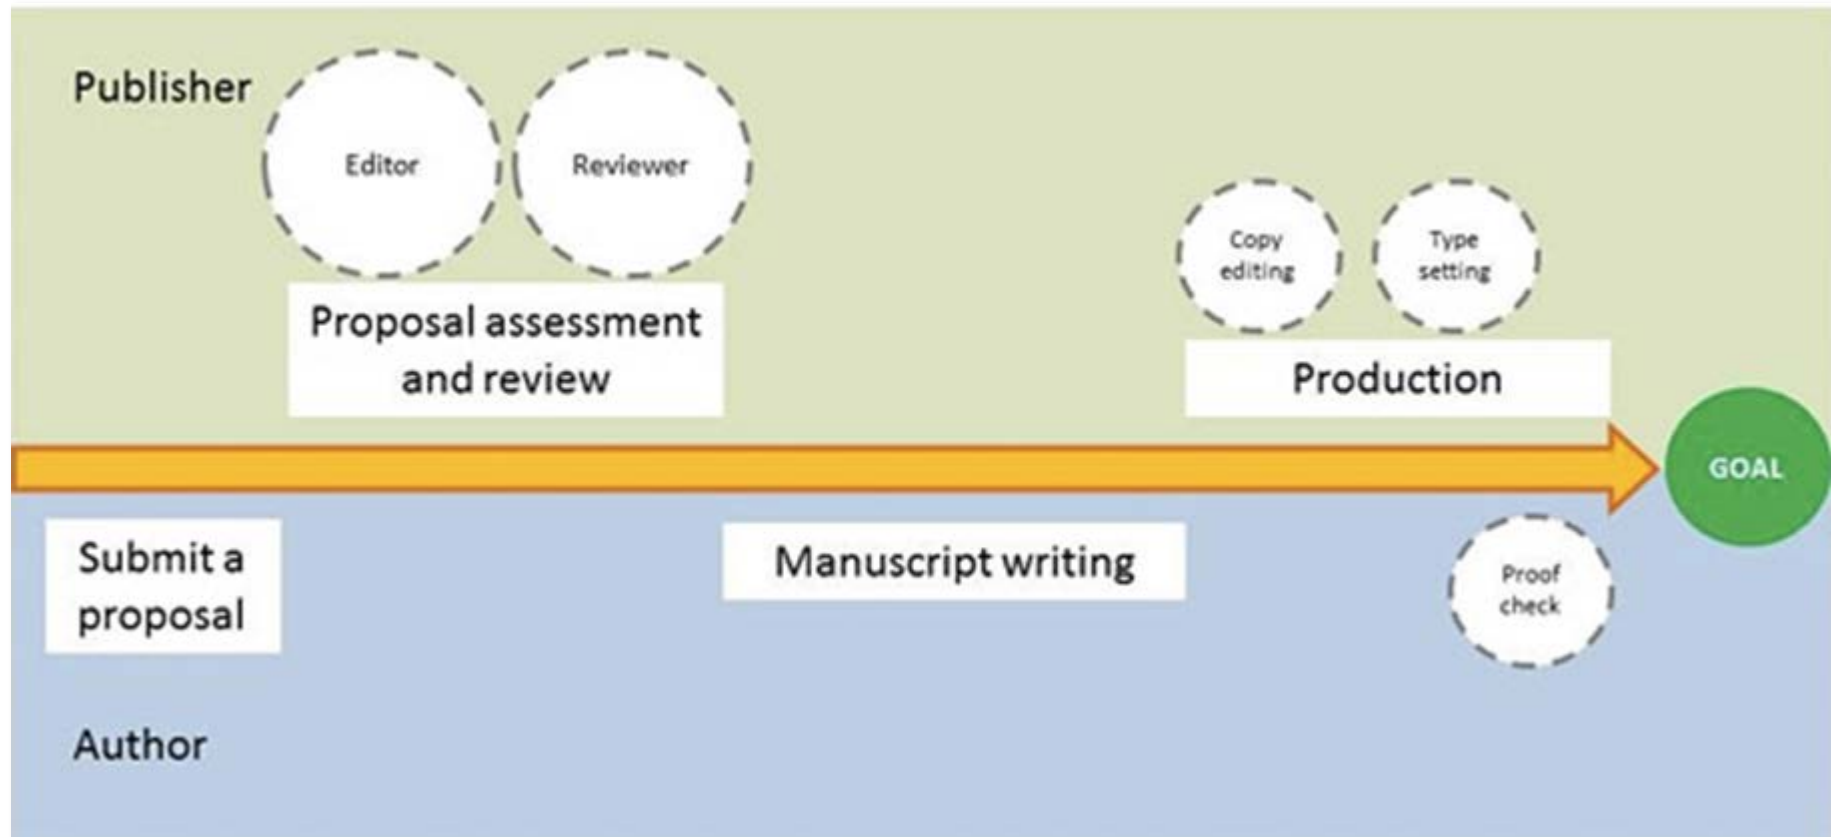 Publisher
Editor
Reviewer
Proposal assessment
and review
Copy
editing
Type
setting
Production
GOAL
Submit a
proposal
Manuscript writing
Proof
check
Author